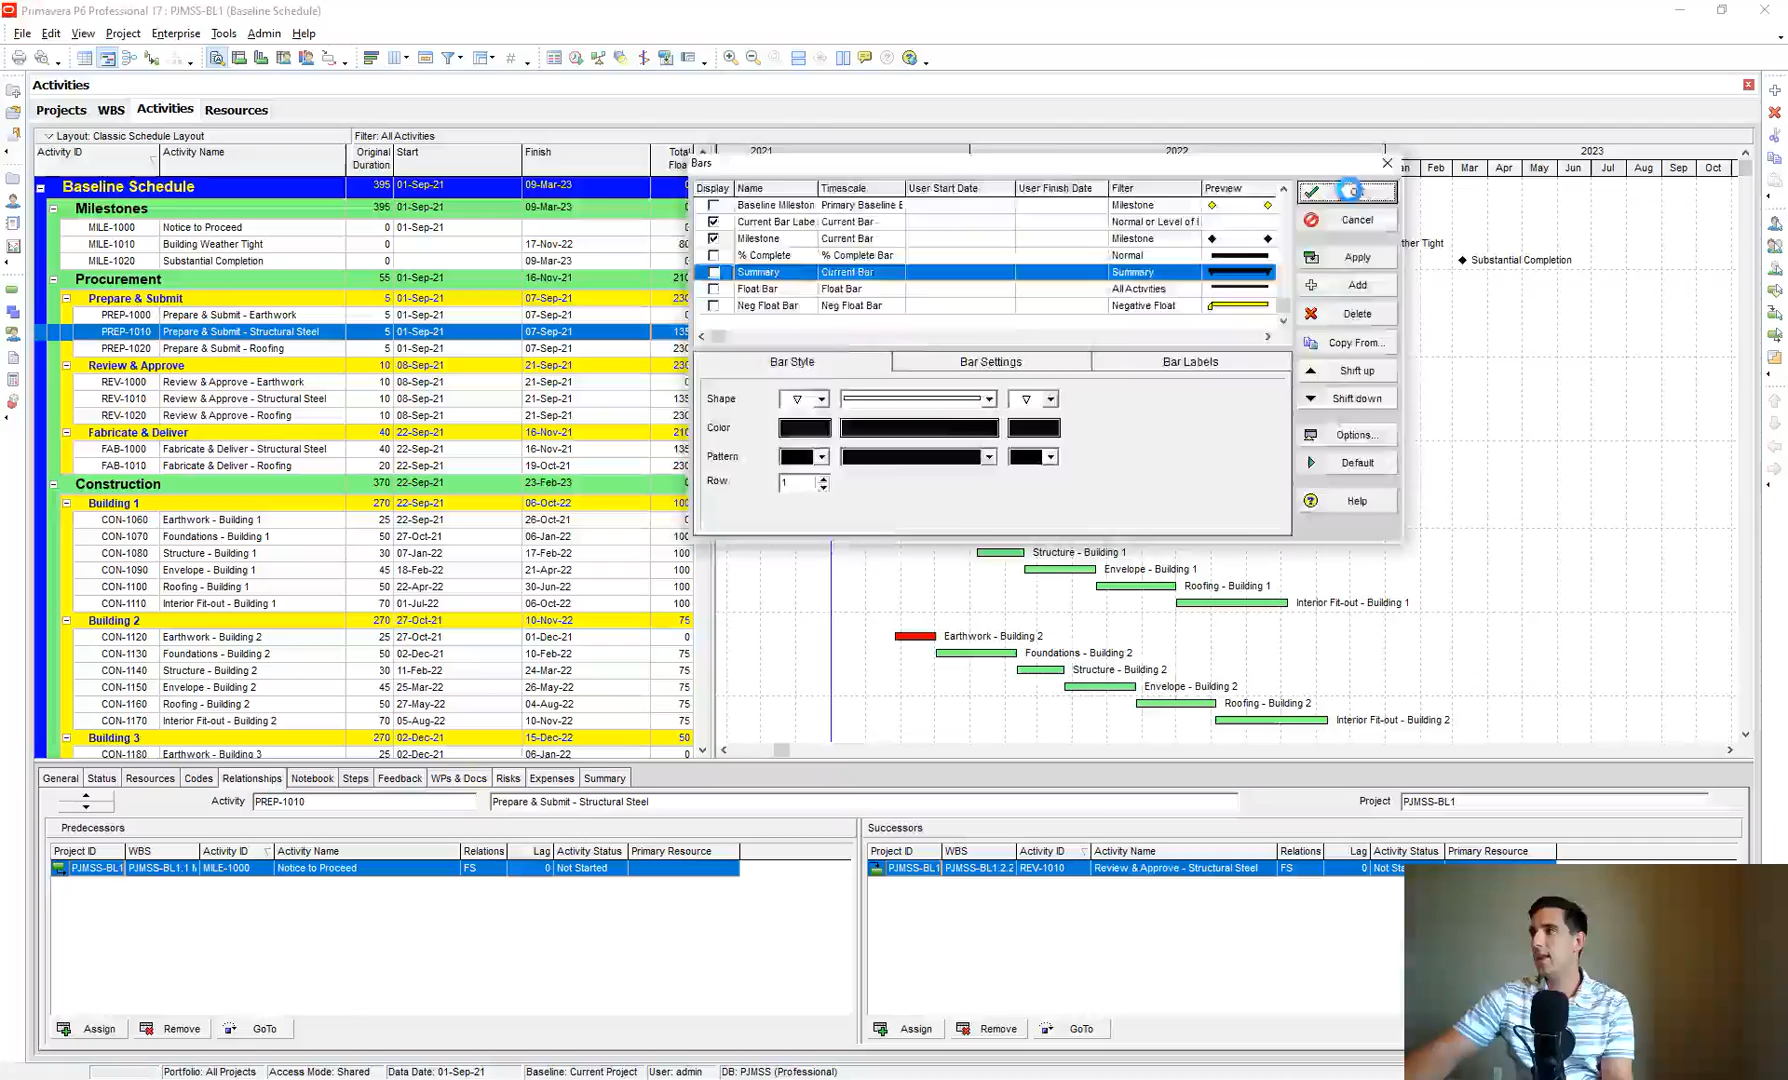 Primavera P6 Professional 17 : PJMSS-BL1 (Baseline Schedule)
File Edit View Project Enterprise Tools Admin Help
Activities
Projects WBS Activities Resources
Layout: Classic Schedule Layout Filter: All Activities
Activity ID Activity Name Original Duration Start Finish Total Float
Baseline Schedule 395 01-Sep-21 09-Mar-23
Milestones 395 01-Sep-21 09-Mar-23
MILE-1000 Notice to Proceed 0 01-Sep-21
MILE-1010 Building Weather Tight 0 17-Nov-22 80
MILE-1020 Substantial Completion 0 09-Mar-23
Procurement 55 01-Sep-21 16-Nov-21 210
Prepare & Submit 5 01-Sep-21 07-Sep-21 230
PREP-1000 Prepare & Submit - Earthwork 5 01-Sep-21 07-Sep-21 230
PREP-1010 Prepare & Submit - Structural Steel 5 01-Sep-21 07-Sep-21 135
PREP-1020 Prepare & Submit - Roofing 5 01-Sep-21 07-Sep-21 230
Review & Approve 10 08-Sep-21 21-Sep-21 230
REV-1000 Review & Approve - Earthwork 10 08-Sep-21 21-Sep-21
REV-1010 Review & Approve - Structural Steel 10 08-Sep-21 21-Sep-21 135
REV-1020 Review & Approve - Roofing 10 08-Sep-21 21-Sep-21 230
Fabricate & Deliver 40 22-Sep-21 16-Nov-21 210
FAB-1000 Fabricate & Deliver - Structural Steel 40 22-Sep-21 16-Nov-21 135
FAB-1010 Fabricate & Deliver - Roofing 20 22-Sep-21 19-Oct-21 230
Construction 370 22-Sep-21 23-Feb-23
Building 1 270 22-Sep-21 06-Oct-22 100
CON-1060 Earthwork - Building 1 25 22-Sep-21 26-Oct-21
CON-1070 Foundations - Building 1 50 27-Oct-21 06-Jan-22 100
CON-1080 Structure - Building 1 30 07-Jan-22 17-Feb-22 100
CON-1090 Envelope - Building 1 45 18-Feb-22 21-Apr-22 100
CON-1100 Roofing - Building 1 50 22-Apr-22 30-Jun-22 100
CON-1110 Interior Fit-out - Building 1 70 01-Jul-22 06-Oct-22 100
Building 2 270 27-Oct-21 10-Nov-22 75
CON-1120 Earthwork - Building 2 25 27-Oct-21 01-Dec-21 0
CON-1130 Foundations - Building 2 50 02-Dec-21 10-Feb-22 75
CON-1140 Structure - Building 2 30 11-Feb-22 24-Mar-22 75
CON-1150 Envelope - Building 2 45 25-Mar-22 26-May-22 75
CON-1160 Roofing - Building 2 50 27-May-22 04-Aug-22 75
CON-1170 Interior Fit-out - Building 2 70 05-Aug-22 10-Nov-22 75
Building 3 270 02-Dec-21 15-Dec-22 50
CON-1180 Earthwork - Building 3 25 02-Dec-21 06-Jan-22 0
2021 2022 2023
Feb Mar Apr May Jun Jul Aug Sep Oct
Tight
Substantial Completion
Bars
Display Name Timescale User Start Date User Finish Date Filter Preview
Baseline Mileston Primary Baseline E Milestone
Current Bar Labe Current Bar Normal or Level of
Milestone Current Bar Milestone
% Complete % Complete Bar Normal
Summary Current Bar Summary
Float Bar Float Bar All Activities
Neg Float Bar Neg Float Bar Negative Float
Cancel
Apply
Add
Delete
Copy From...
Shift up
Shift down
Options...
Default
Help
Bar Style Bar Settings Bar Labels
Shape
Color
Pattern
Row 1
Structure - Building 1
Envelope - Building 1
Roofing - Building 1
Interior Fit-out - Building 1
Earthwork - Building 2
Foundations - Building 2
Structure - Building 2
Envelope - Building 2
Roofing - Building 2
Interior Fit-out - Building 2
General Status Resources Codes Relationships Notebook Steps Feedback WPs & Docs Risks Expenses Summary
Activity PREP-1010 Prepare & Submit - Structural Steel Project PJMSS-BL1
Predecessors
Project ID WBS Activity ID Activity Name Relations Lag Activity Status Primary Resource
PJMSS-BL1 PJMSS-BL1.1 M MILE-1000 Notice to Proceed FS 0 Not Started
Assign Remove GoTo
Successors
Project ID WBS Activity ID Activity Name Relations Lag Activity Status Primary Resource
PJMSS-BL1 PJMSS-BL1.2.2 REV-1010 Review & Approve - Structural Steel FS 0 Not Sta
Assign Remove GoTo
Portfolio: All Projects Access Mode: Shared Data Date: 01-Sep-21 Baseline: Current Project User: admin DB: PJMSS (Professional)